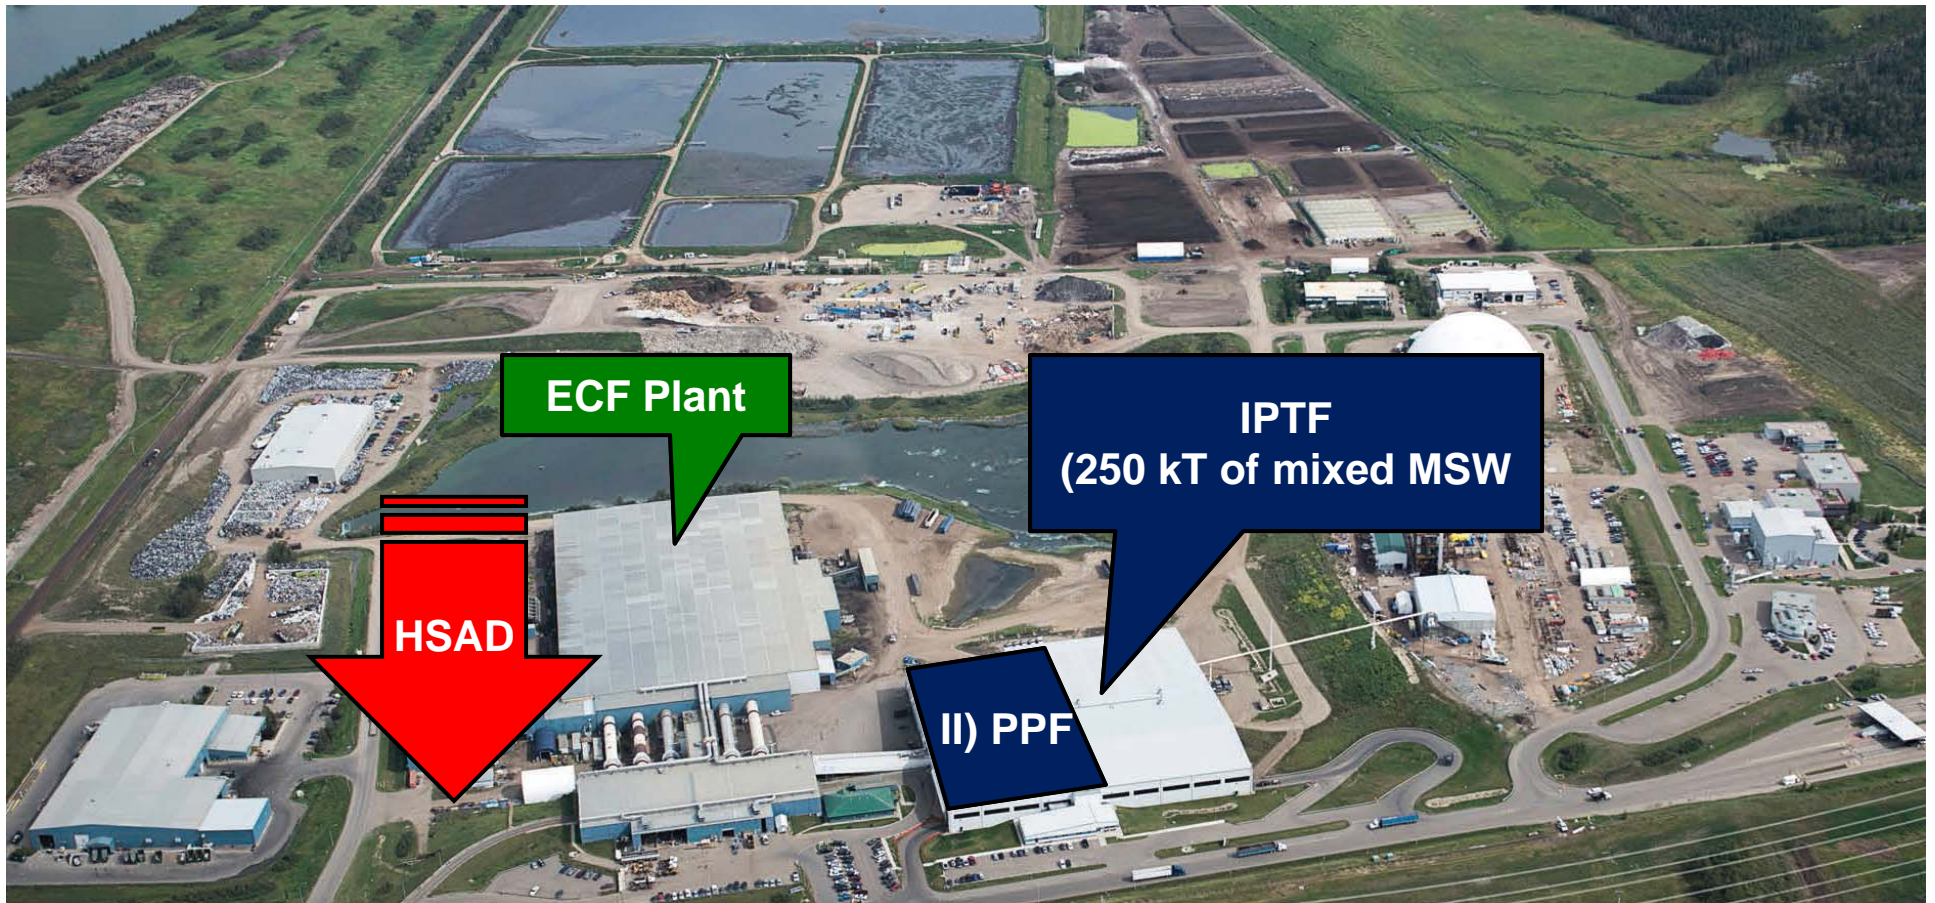 ECF Plant
IPTF
(250 kT of mixed MSW
HSAD
II) PPF